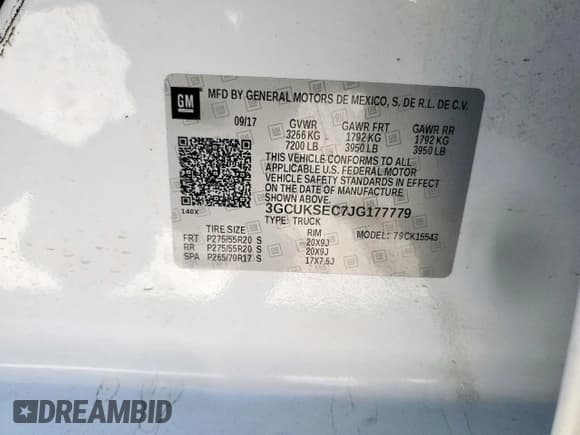 GM
MFD BY GENERAL MOTORS DE MEXICO, S. DE R.L. DE C.V.
09/17 GVWR GAWR FRT GAWR RR
3266 KG 1792 KG 1792 KG
7200 LB 3950 LB 3950 LB
THIS VEHICLE CONFORMS TO ALL
APPLICABLE U.S. FEDERAL MOTOR
VEHICLE SAFETY STANDARDS IN EFFECT
ON THE DATE OF MANUFACTURE
SHOWN ABOVE.
140X
3GCUKSEC7JG177779
TYPE: TRUCK MODEL: 79CK15543
TIRE SIZE RIM
FRT P275/55R20 S 20X9J
RR P275/55R20 S 20X9J
SPA P265/70R17 S 17X7.5J
DREAMBID